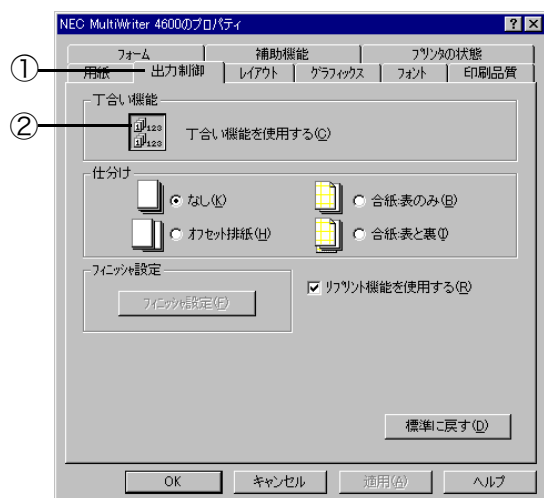 NEC MultiWriter 4600のプロパティ
フォーム 補助機能 プリンタの状態
① 用紙 出力制御 レイアウト グラフィックス フォント 印刷品質
丁合い機能
② 123 123 丁合い機能を使用する(C)
仕分け
なし(K) 合紙:表のみ(B)
オフセット排紙(H) 合紙:表と裏(I)
フィニッシャ設定
フィニッシャ設定(F) リプリント機能を使用する(R)
標準に戻す(D)
OK キャンセル 適用(A) ヘルプ